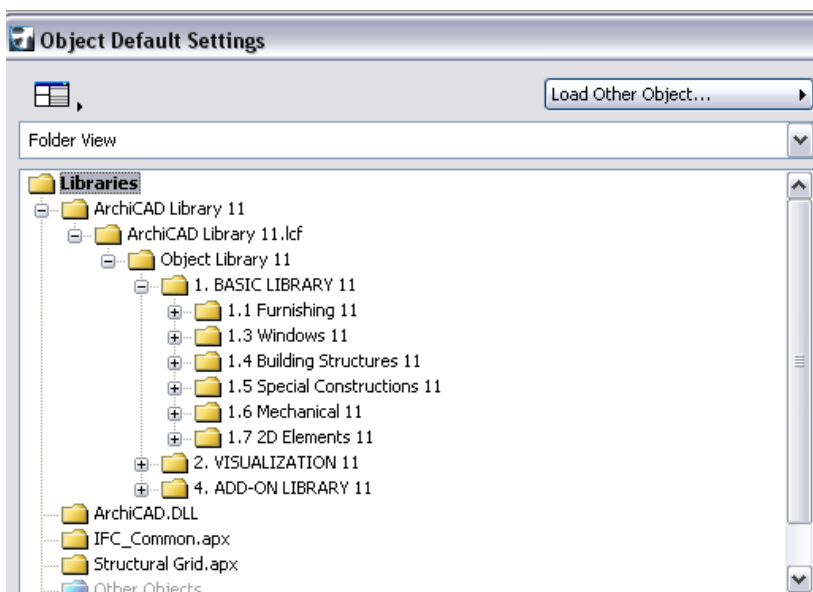 Object Default Settings
Load Other Object...
Folder View
Libraries
ArchiCAD Library 11
ArchiCAD Library 11.lcf
Object Library 11
1. BASIC LIBRARY 11
1.1 Furnishing 11
1.3 Windows 11
1.4 Building Structures 11
1.5 Special Constructions 11
1.6 Mechanical 11
1.7 2D Elements 11
2. VISUALIZATION 11
4. ADD-ON LIBRARY 11
ArchiCAD.DLL
IFC_Common.apx
Structural Grid.apx
Other Objects